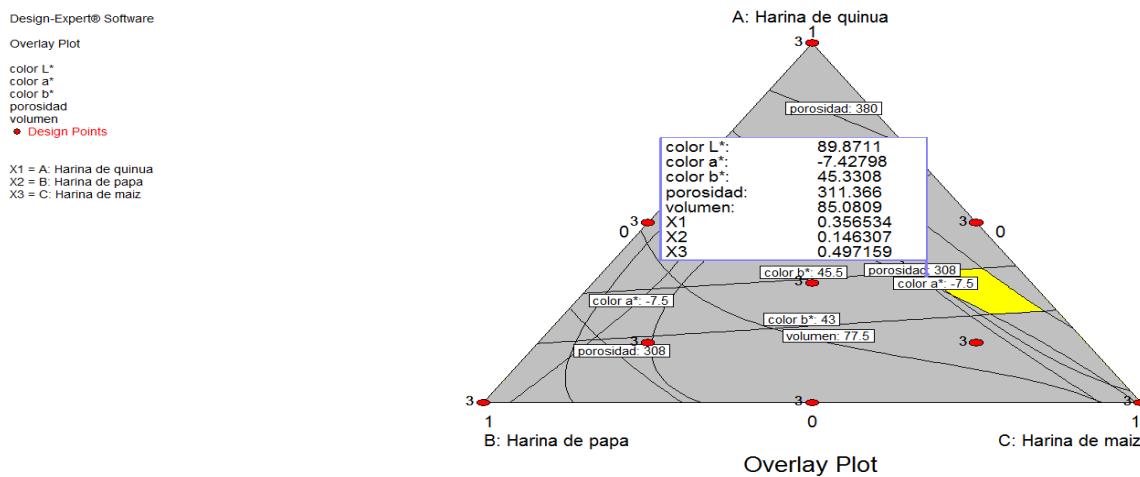 Design-Expert® Software
Overlay Plot
color L*
color a*
color b*
porosidad
volumen
Design Points
X1 = A: Harina de quinua
X2 = B: Harina de papa
X3 = C: Harina de maiz
A: Harina de quinua
1
3
porosidad: 380
color L*: 89.8711
color a*: -7.42798
color b*: 45.3308
porosidad: 311.366
volumen: 85.0809
X1 0.356534
X2 0.146307
X3 0.497159
3
3
0
0
color b*: 45.5
porosidad: 308
3
color a*: -7.5
color a*: -7.5
color b*: 43
volumen: 77.5
3
3
porosidad: 308
3
3
3
1
0
1
B: Harina de papa
C: Harina de maiz
Overlay Plot